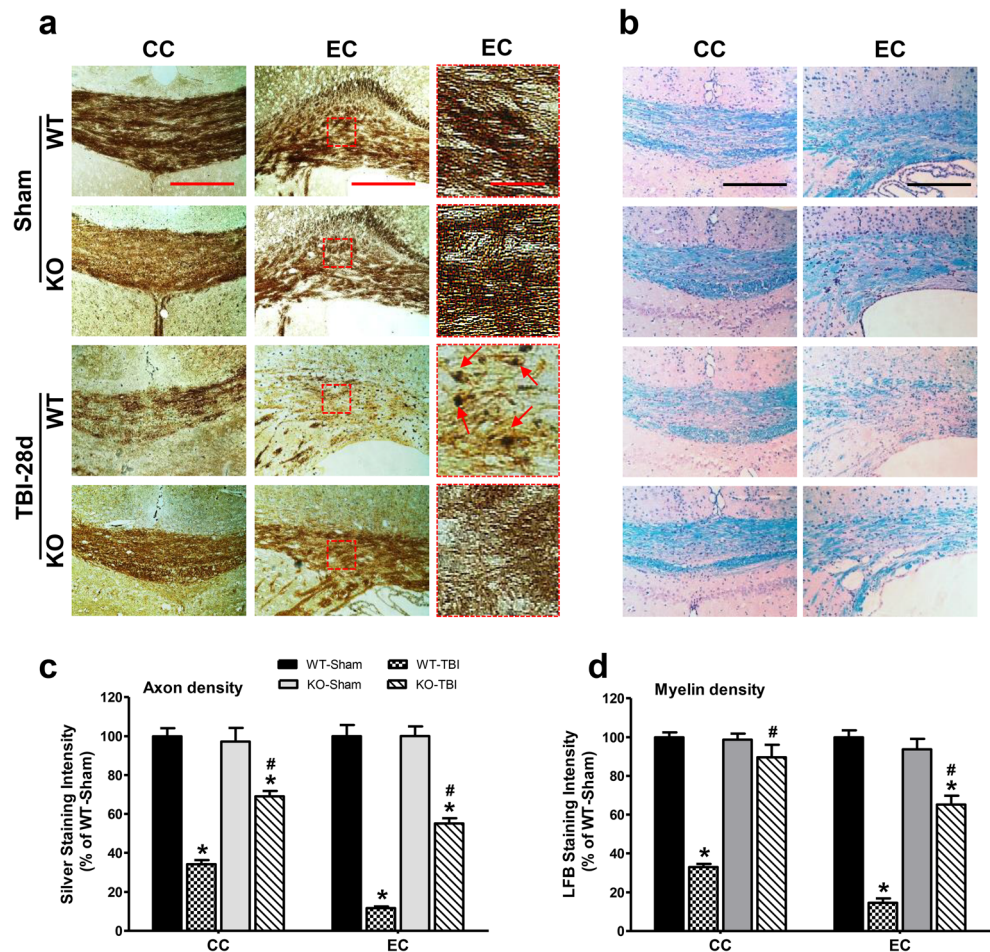 a
b
CC
EC
EC
CC
EC
Sham
WT
KO
TBI-28d
WT
KO
c
WT-Sham
WT-TBI
KO-Sham
KO-TBI
Axon density
Silver Staining Intensity
(% of WT-Sham)
120
100
80
60
40
20
0
*
#
*
*
#
*
CC
EC
d
Myelin density
LFB Staining Intensity
(% of WT-Sham)
120
100
80
60
40
20
0
*
#
*
#
*
CC
EC